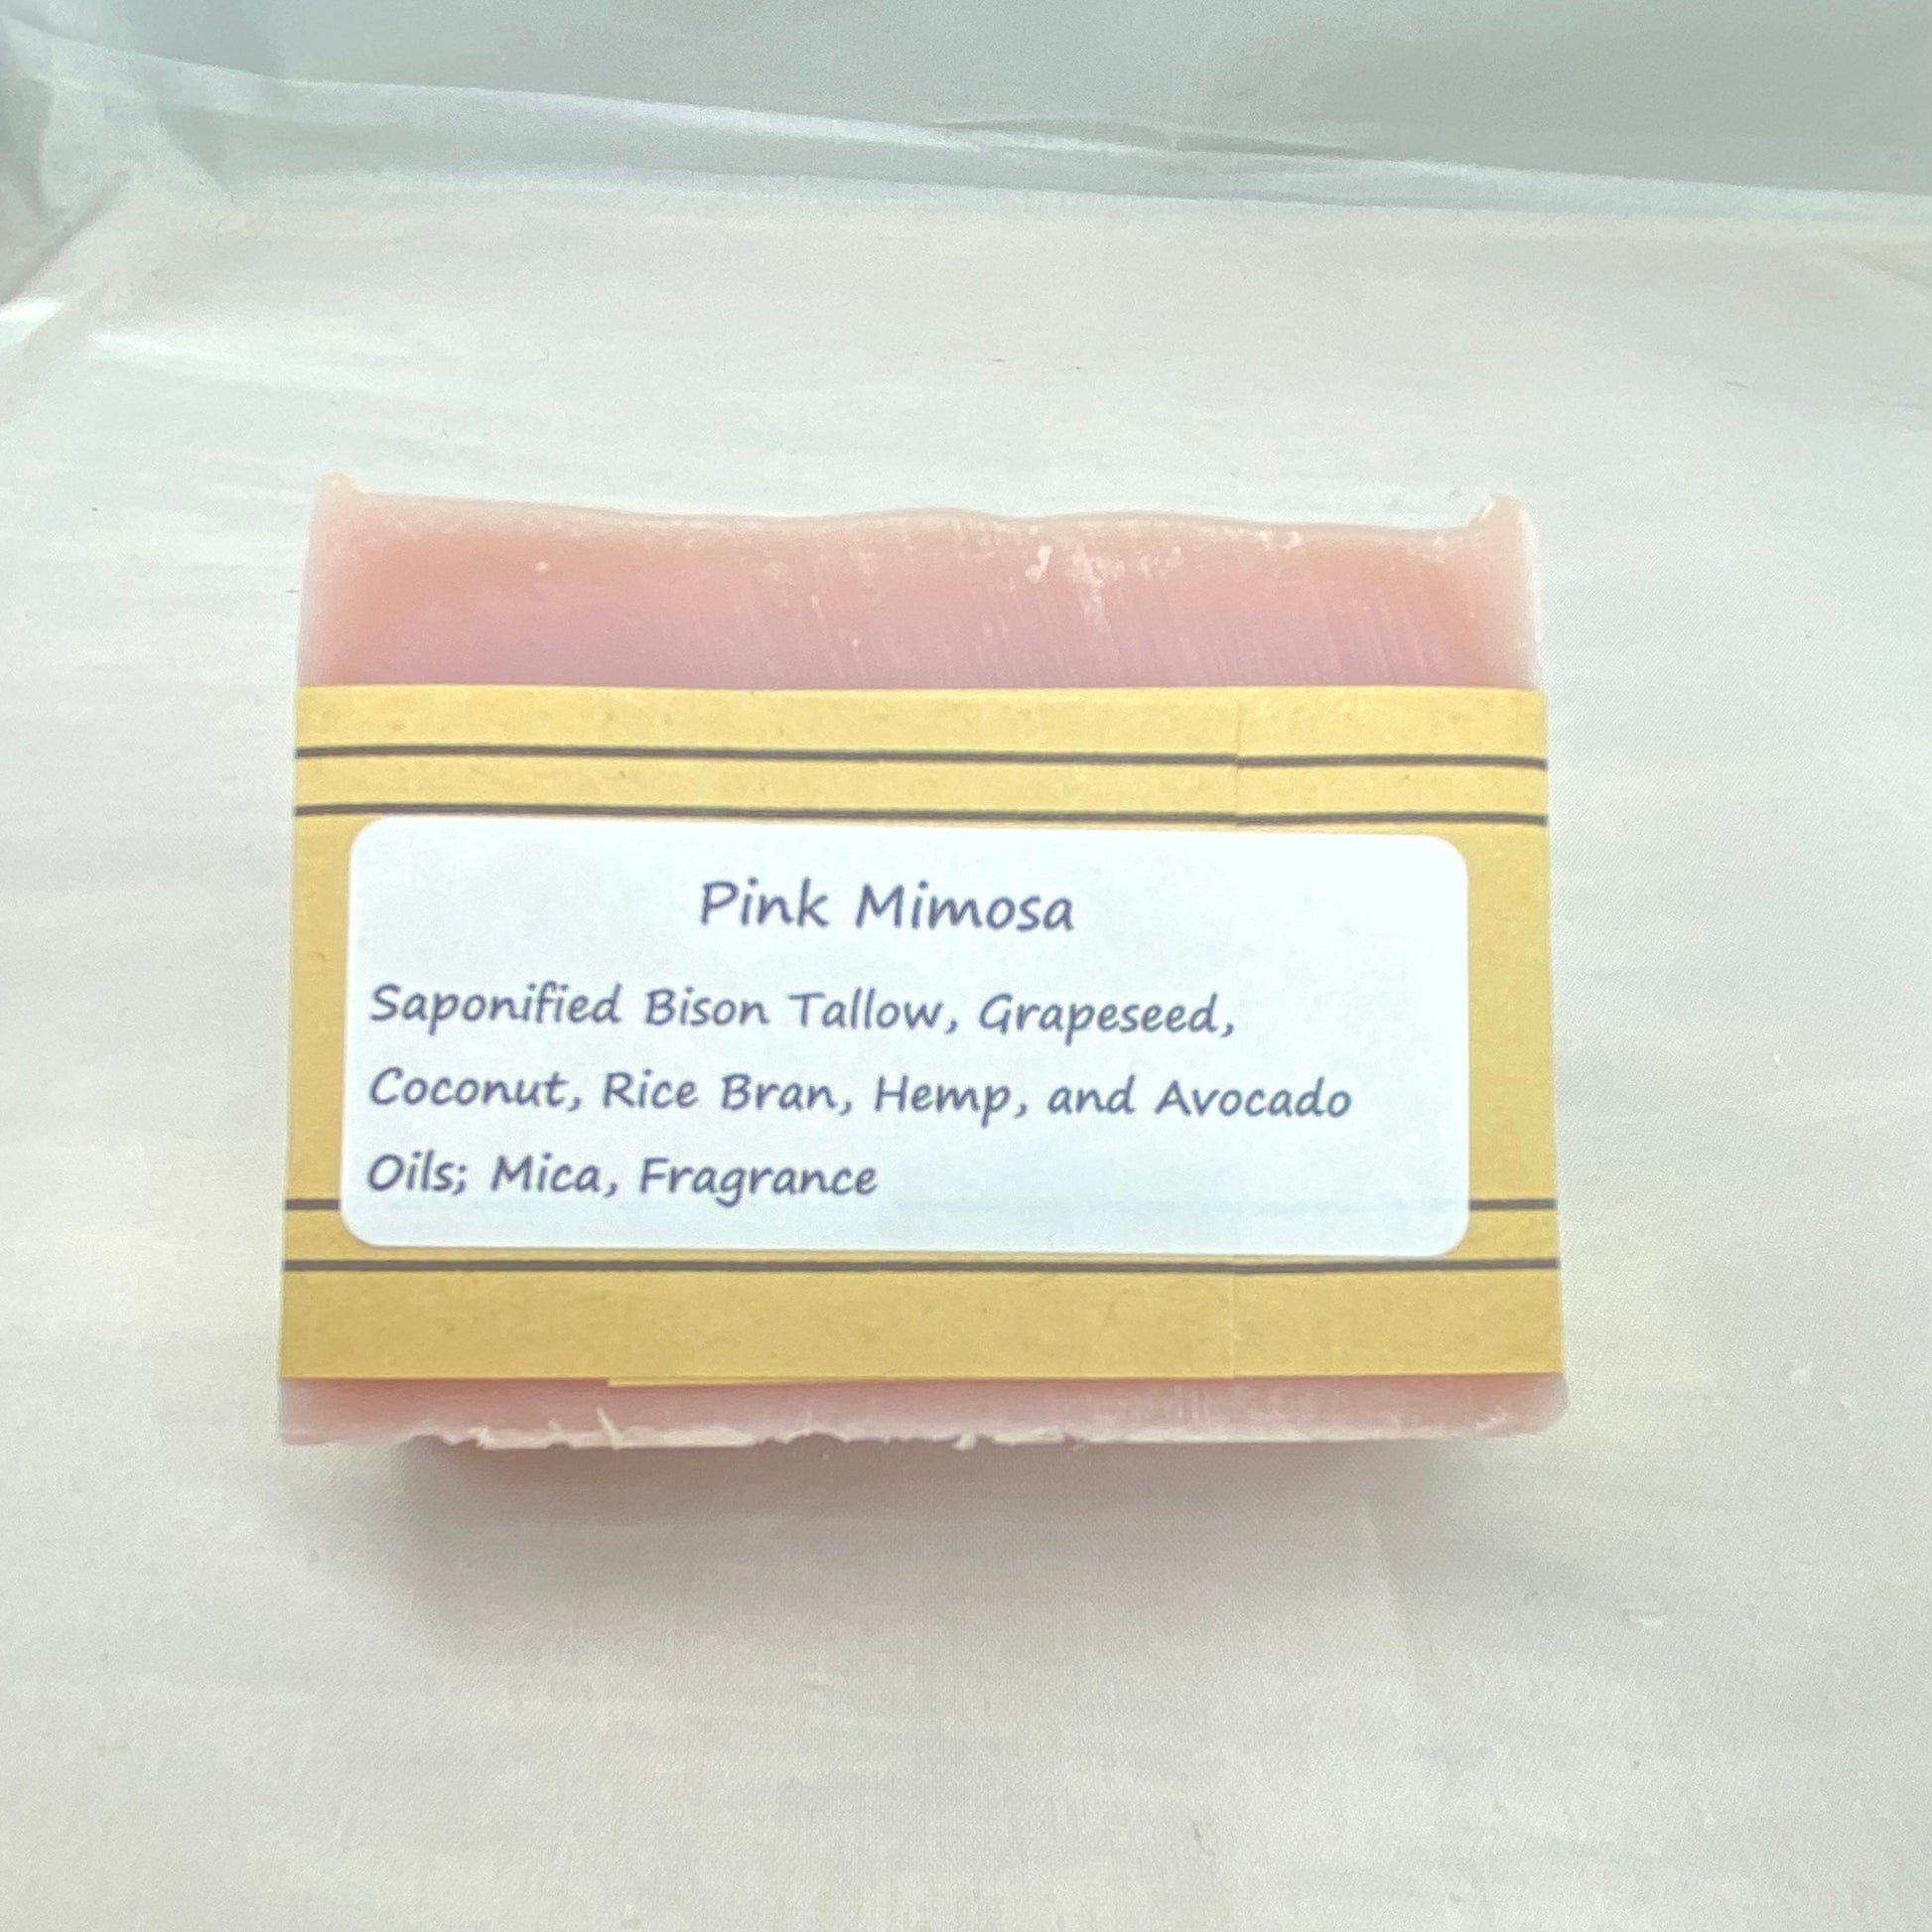 Pink Mimosa
Saponified Bison Tallow, Grapeseed,
Coconut, Rice Bran, Hemp, and Avocado
Oils; Mica, Fragrance